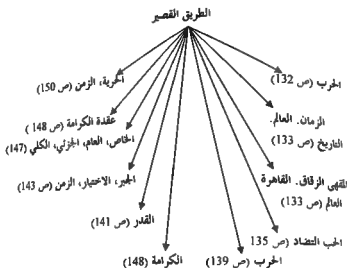 الطريق القصير
الحرب (ص 132)
الزمان. العالم.
التاريخ (ص 133)
المقهى الزقاق. القاهرة
العالم (ص 133)
الحب التضاد (ص 135
الحرب (ص 139)
الكرامة (148)
القدر (ص 141)
الجبر، الاختيار، الزمن (ص 143)
الخاص، العام، الجزئي، الكلي (147)
عقدة الكرامة (ص 148)
الحرية، الزمن (ص 150)